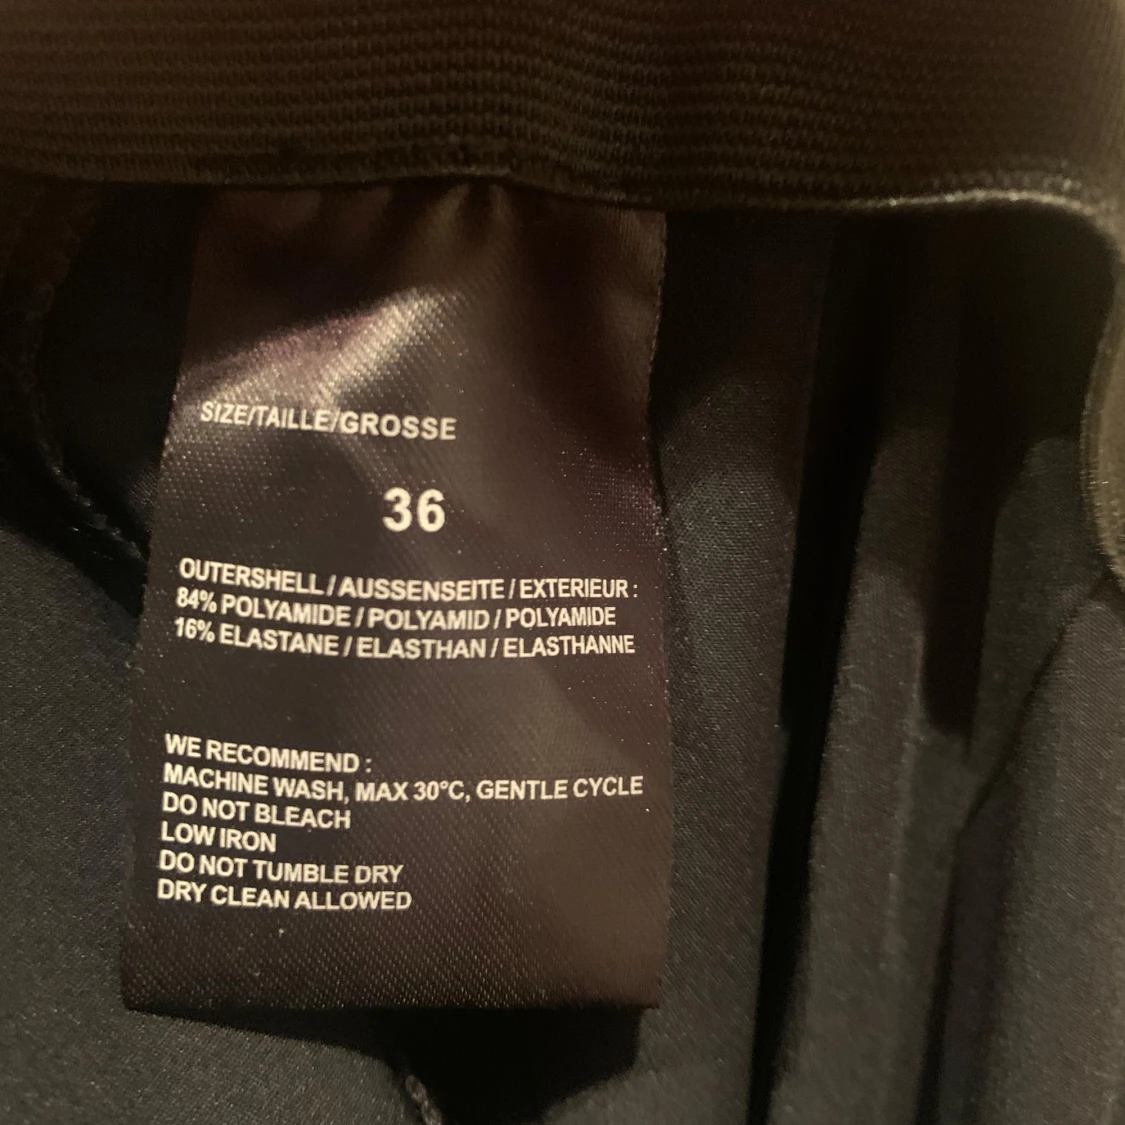 SIZE/TAILLE/GROSSE
36
OUTERSHELL / AUSSENSEITE / EXTERIEUR :
84% POLYAMIDE / POLYAMID / POLYAMIDE
16% ELASTANE / ELASTHAN / ELASTHANNE
WE RECOMMEND :
MACHINE WASH, MAX 30°C, GENTLE CYCLE
DO NOT BLEACH
LOW IRON
DO NOT TUMBLE DRY
DRY CLEAN ALLOWED